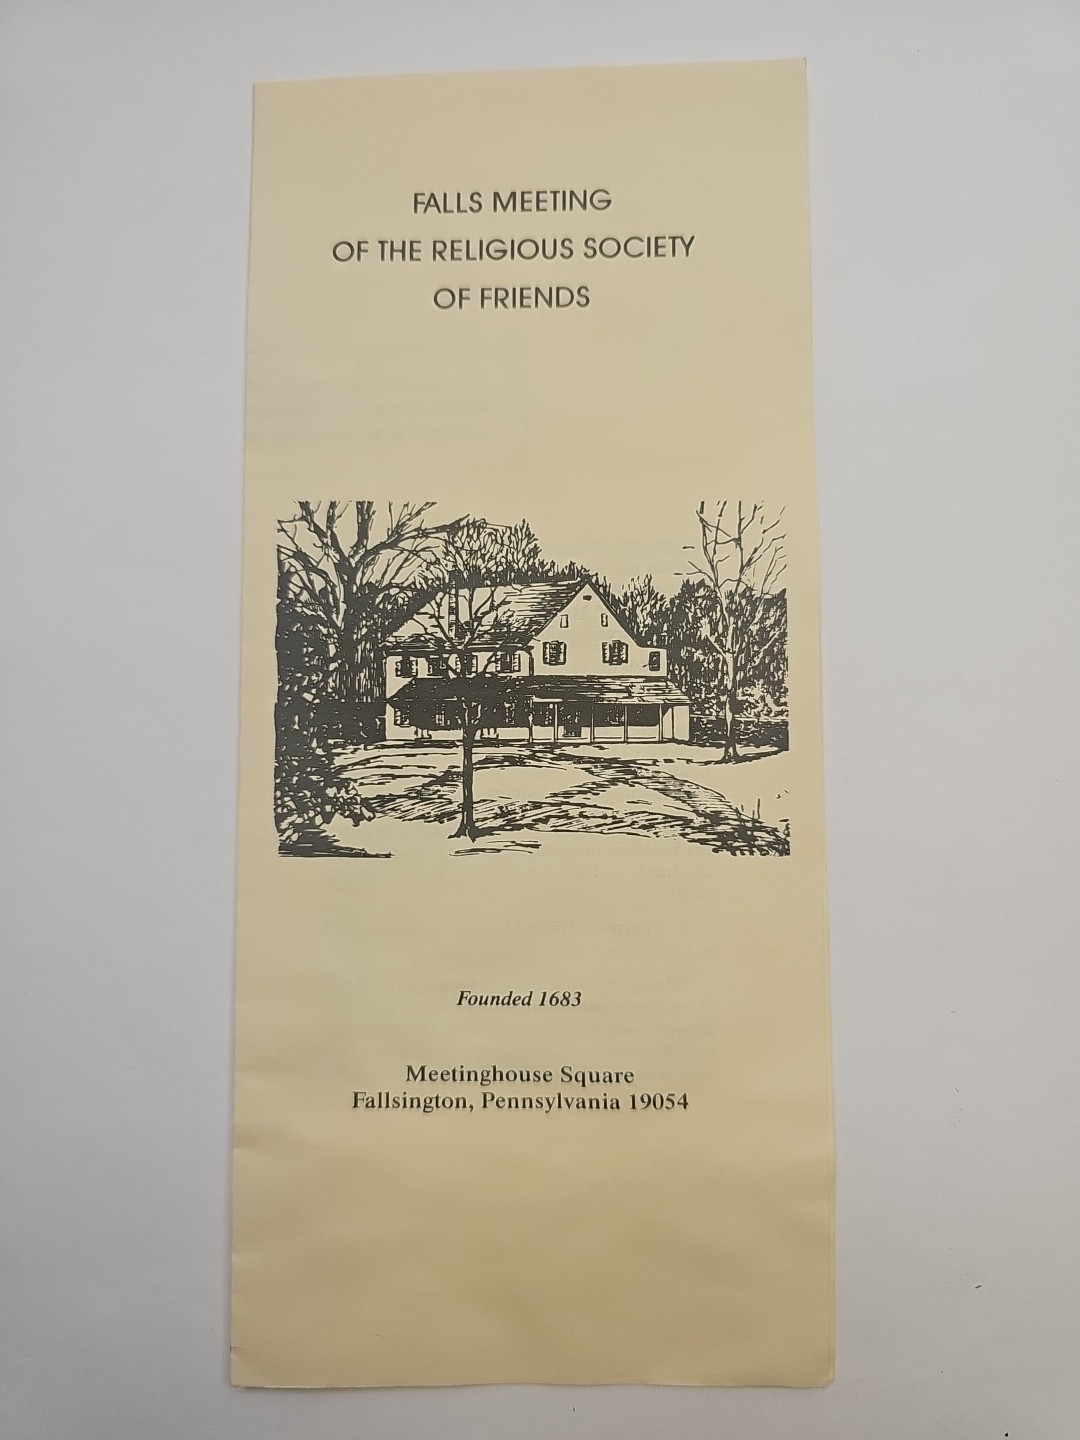 FALLS MEETING
OF THE RELIGIOUS SOCIETY
OF FRIENDS
Founded 1683
Meetinghouse Square
Fallsington, Pennsylvania 19054